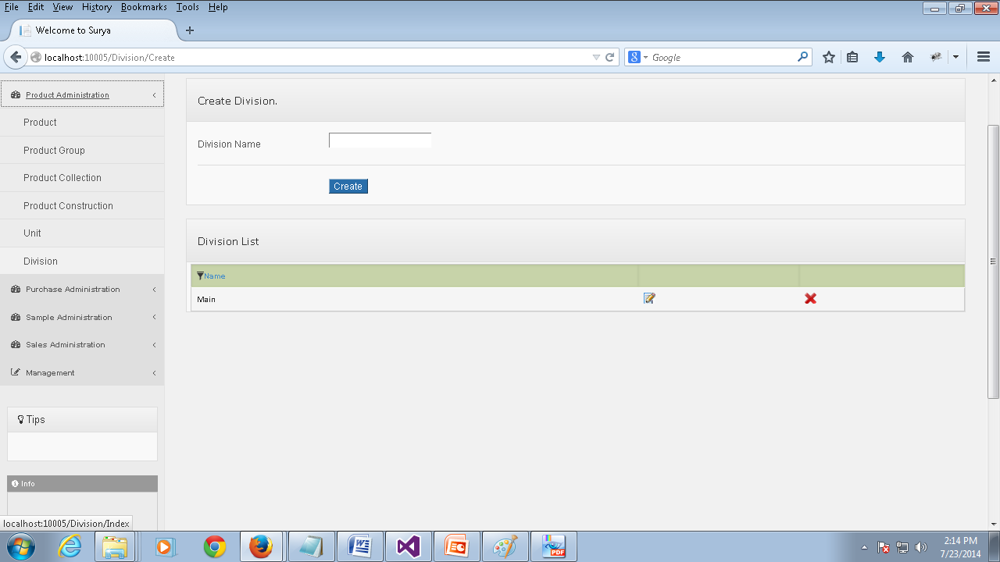 File Edit View History Bookmarks Tools Help
Welcome to Surya
localhost:10005/Division/Create
Google
Product Administration
Product
Product Group
Product Collection
Product Construction
Unit
Division
Purchase Administration
Sample Administration
Sales Administration
Management
Tips
Info
Create Division.
Division Name
Create
Division List
Name
Main
localhost:10005/Division/Index
PDF
2:14 PM
7/23/2014